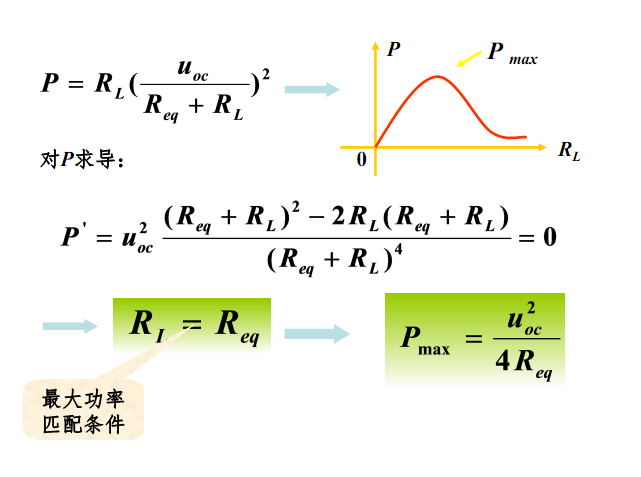 P = R_L(u_oc / (R_eq + R_L))^2
P
P max
0
R_L
对P求导：
P' = u_oc^2 ((R_eq + R_L)^2 − 2R_L(R_eq + R_L)) / (R_eq + R_L)^4 = 0
R_L = R_eq
P_max = u_oc^2 / 4R_eq
最大功率
匹配条件